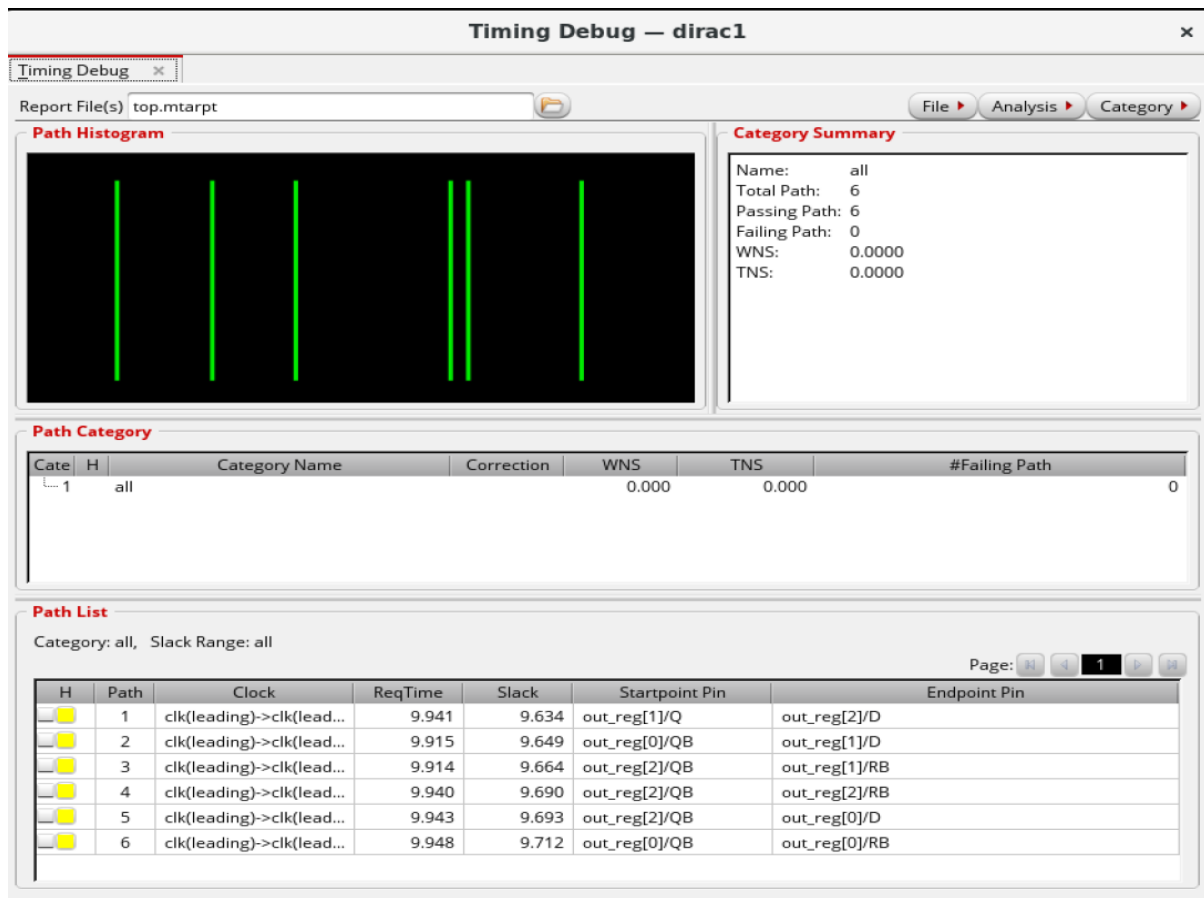 Timing Debug — dirac1 ×
Timing Debug ×
Report File(s) top.mtarpt File Analysis Category
Path Histogram
Category Summary
Name: all
Total Path: 6
Passing Path: 6
Failing Path: 0
WNS: 0.0000
TNS: 0.0000
Path Category
Cate H Category Name Correction WNS TNS #Failing Path
1 all 0.000 0.000 0
Path List
Category: all, Slack Range: all
Page: 1
H Path Clock ReqTime Slack Startpoint Pin Endpoint Pin
1 clk(leading)->clk(lead... 9.941 9.634 out_reg[1]/Q out_reg[2]/D
2 clk(leading)->clk(lead... 9.915 9.649 out_reg[0]/QB out_reg[1]/D
3 clk(leading)->clk(lead... 9.914 9.664 out_reg[2]/QB out_reg[1]/RB
4 clk(leading)->clk(lead... 9.940 9.690 out_reg[2]/QB out_reg[2]/RB
5 clk(leading)->clk(lead... 9.943 9.693 out_reg[2]/QB out_reg[0]/D
6 clk(leading)->clk(lead... 9.948 9.712 out_reg[0]/QB out_reg[0]/RB